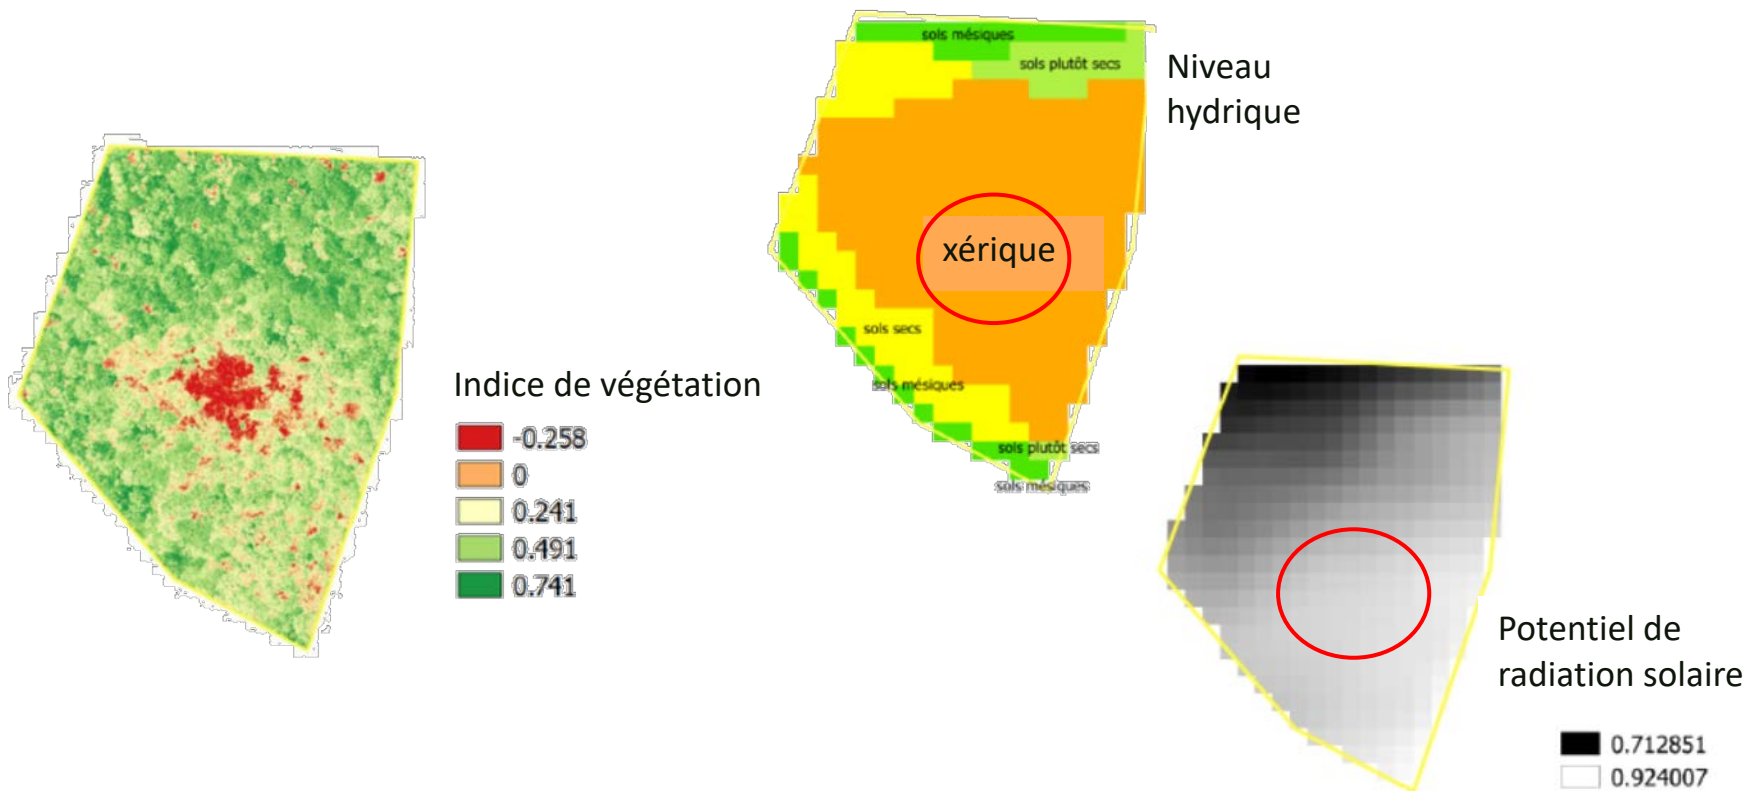 sols mésiques
sols plutôt secs
Niveau
hydrique
xérique
sols secs
sols mésiques
sols plutôt secs
sols mésiques
Indice de végétation
-0.258
0
0.241
0.491
0.741
Potentiel de
radiation solaire
0.712851
0.924007